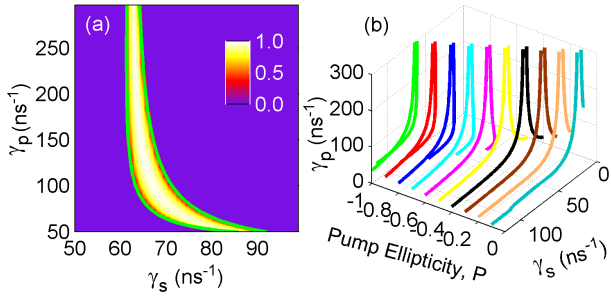 (a)
1.0
0.5
0.0
250
200
150
100
50
γp (ns-1)
50 60 70 80 90
γs (ns-1)
(b)
300
200
100
0
γp (ns-1)
-1
-0.8
-0.6
-0.4
-0.2
0
Pump Ellipticity, P
0
50
100
γs (ns-1)